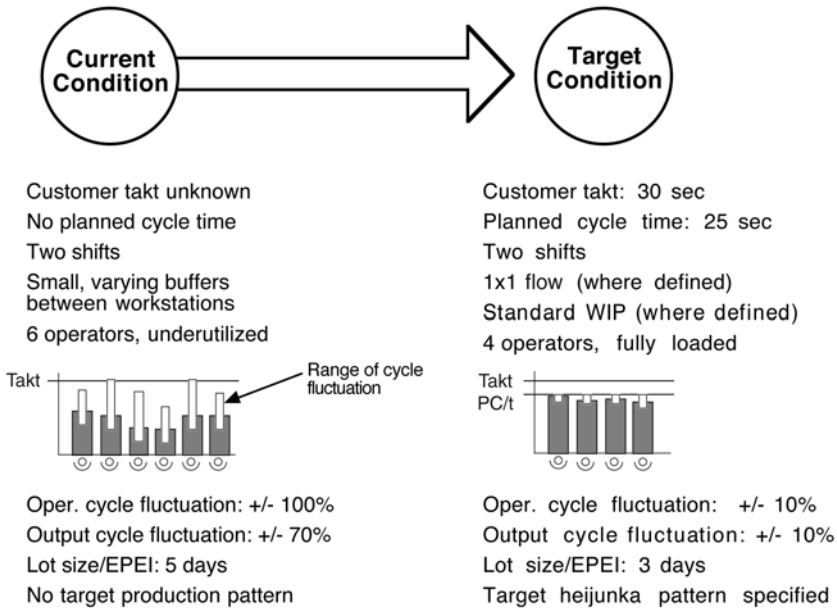 Current
Condition
Target
Condition
Customer takt unknown
No planned cycle time
Two shifts
Small, varying buffers
between workstations
6 operators, underutilized
Takt
Range of cycle
fluctuation
Oper. cycle fluctuation: +/- 100%
Output cycle fluctuation: +/- 70%
Lot size/EPEI: 5 days
No target production pattern
Customer takt: 30 sec
Planned cycle time: 25 sec
Two shifts
1x1 flow (where defined)
Standard WIP (where defined)
4 operators, fully loaded
Takt
PC/t
Oper. cycle fluctuation: +/- 10%
Output cycle fluctuation: +/- 10%
Lot size/EPEI: 3 days
Target heijunka pattern specified